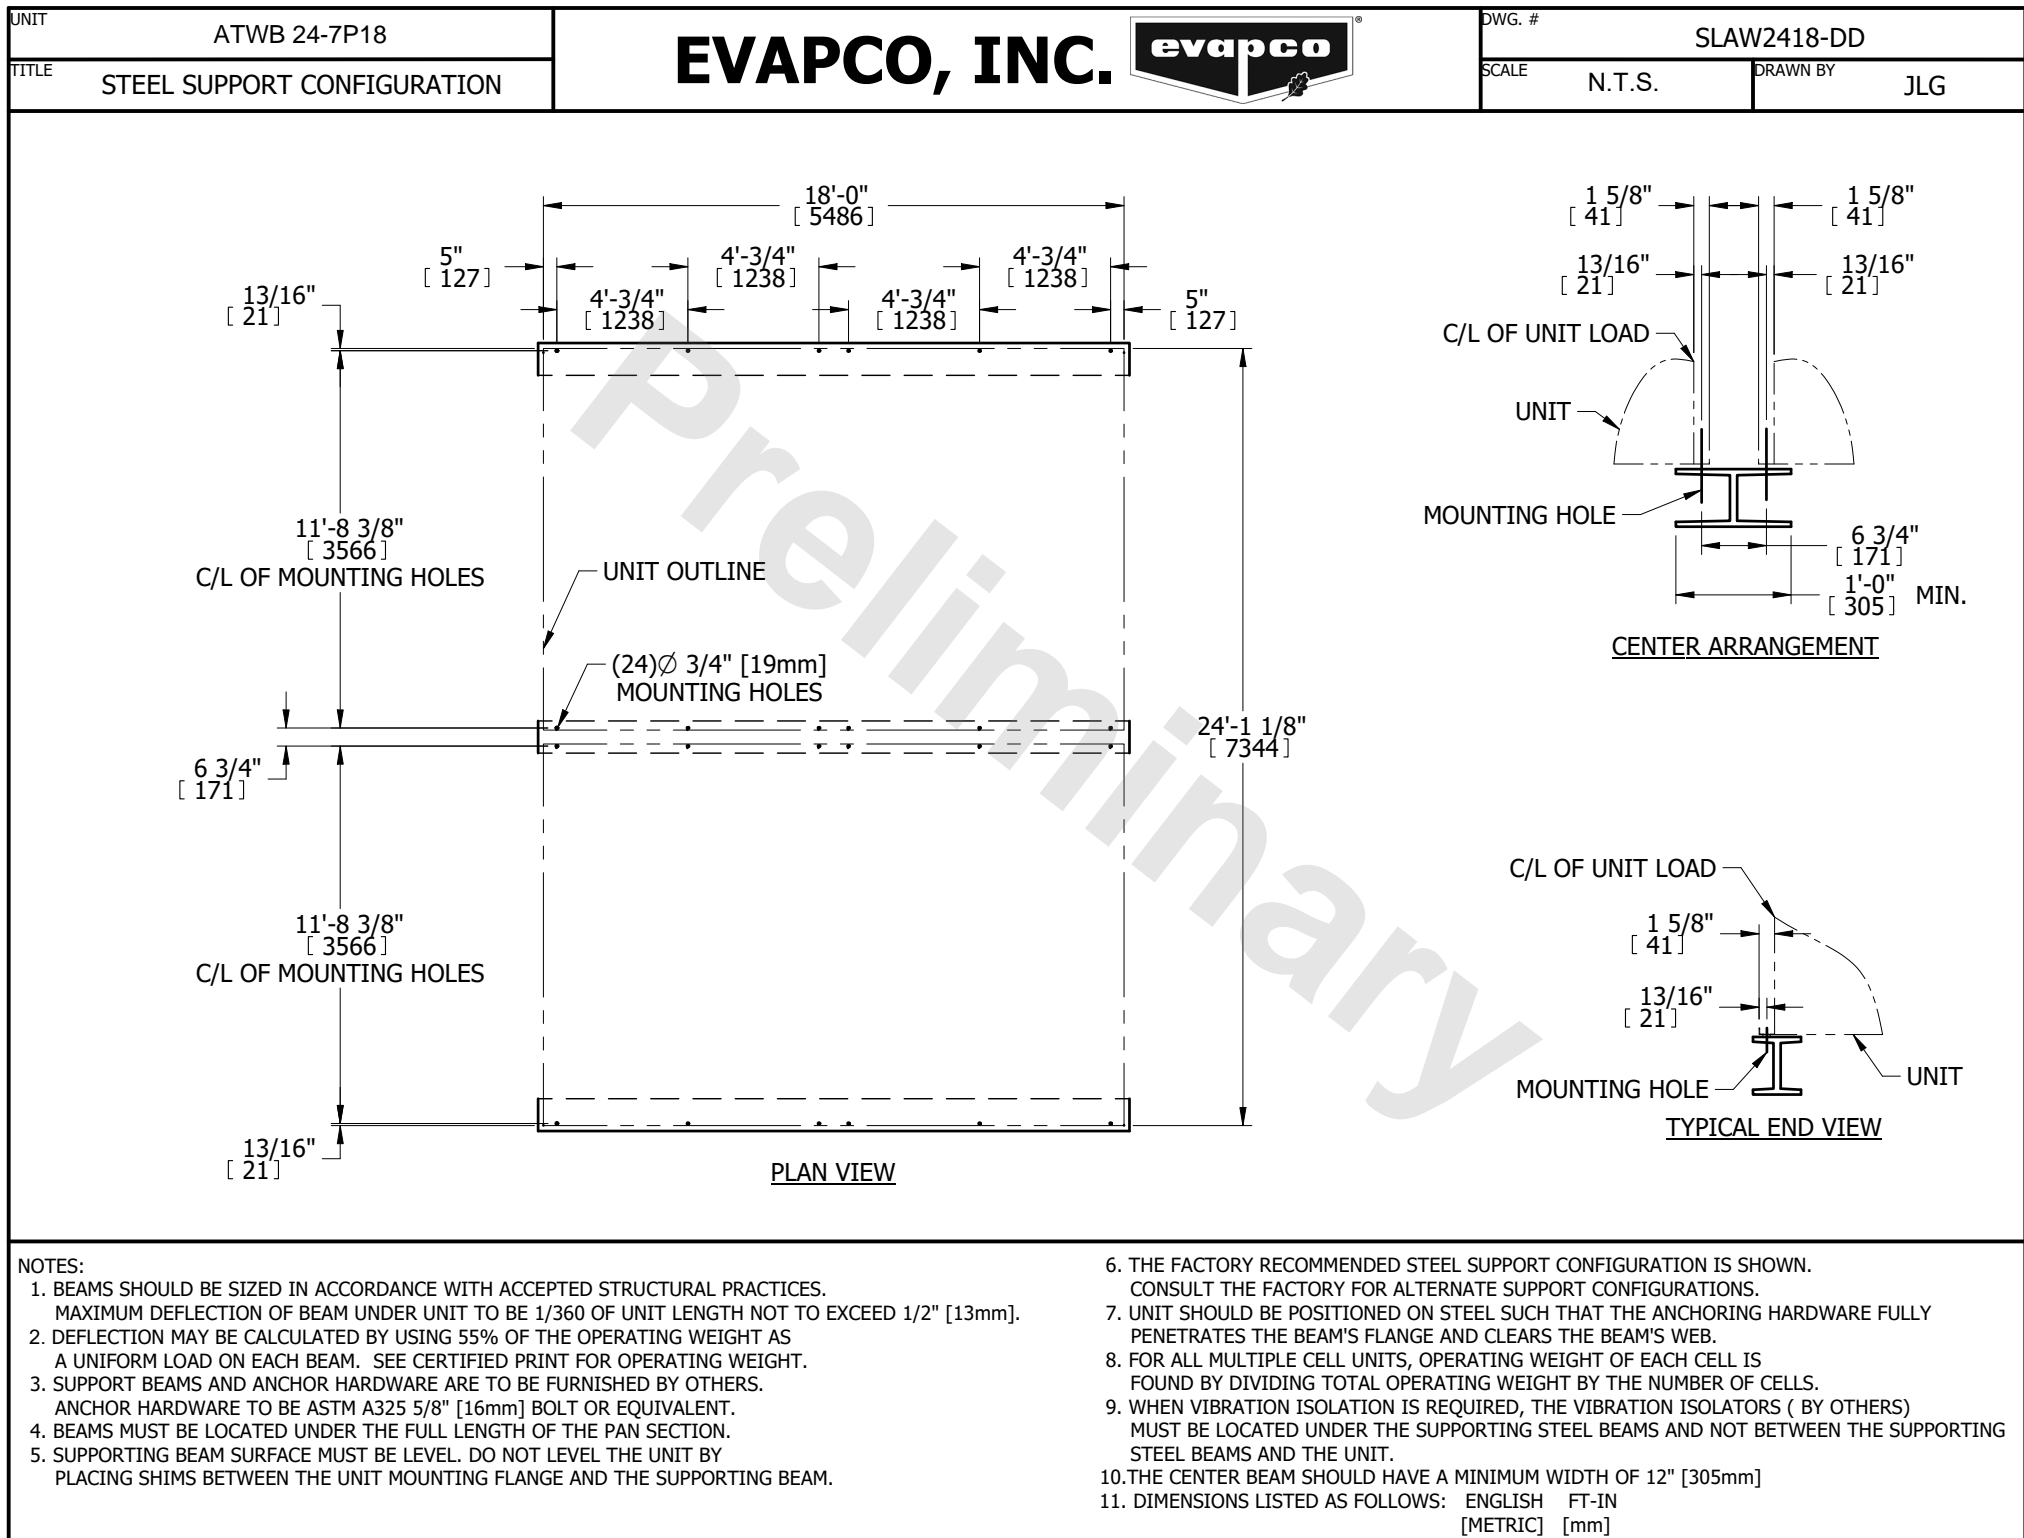 UNIT
ATWB 24-7P18
TITLE
STEEL SUPPORT CONFIGURATION
EVAPCO, INC.
evapco
®
DWG. #
SLAW2418-DD
SCALE
N.T.S.
DRAWN BY
JLG
18'-0"
[ 5486]
5"
[ 127]
4'-3/4"
[ 1238]
4'-3/4"
[ 1238]
4'-3/4"
[ 1238]
4'-3/4"
[ 1238]
5"
[ 127]
13/16"
[ 21]
11'-8 3/8"
[ 3566]
C/L OF MOUNTING HOLES
UNIT OUTLINE
(24)∅ 3/4" [19mm]
MOUNTING HOLES
6 3/4"
[ 171]
24'-1 1/8"
[ 7344]
11'-8 3/8"
[ 3566]
C/L OF MOUNTING HOLES
13/16"
[ 21]
PLAN VIEW
Preliminary
1 5/8"
[ 41]
1 5/8"
[ 41]
13/16"
[ 21]
13/16"
[ 21]
C/L OF UNIT LOAD
UNIT
MOUNTING HOLE
6 3/4"
[ 171]
1'-0"
[ 305] MIN.
CENTER ARRANGEMENT
C/L OF UNIT LOAD
1 5/8"
[ 41]
13/16"
[ 21]
MOUNTING HOLE
UNIT
TYPICAL END VIEW
NOTES:
1. BEAMS SHOULD BE SIZED IN ACCORDANCE WITH ACCEPTED STRUCTURAL PRACTICES.
MAXIMUM DEFLECTION OF BEAM UNDER UNIT TO BE 1/360 OF UNIT LENGTH NOT TO EXCEED 1/2" [13mm].
2. DEFLECTION MAY BE CALCULATED BY USING 55% OF THE OPERATING WEIGHT AS
A UNIFORM LOAD ON EACH BEAM. SEE CERTIFIED PRINT FOR OPERATING WEIGHT.
3. SUPPORT BEAMS AND ANCHOR HARDWARE ARE TO BE FURNISHED BY OTHERS.
ANCHOR HARDWARE TO BE ASTM A325 5/8" [16mm] BOLT OR EQUIVALENT.
4. BEAMS MUST BE LOCATED UNDER THE FULL LENGTH OF THE PAN SECTION.
5. SUPPORTING BEAM SURFACE MUST BE LEVEL. DO NOT LEVEL THE UNIT BY
PLACING SHIMS BETWEEN THE UNIT MOUNTING FLANGE AND THE SUPPORTING BEAM.
6. THE FACTORY RECOMMENDED STEEL SUPPORT CONFIGURATION IS SHOWN.
CONSULT THE FACTORY FOR ALTERNATE SUPPORT CONFIGURATIONS.
7. UNIT SHOULD BE POSITIONED ON STEEL SUCH THAT THE ANCHORING HARDWARE FULLY
PENETRATES THE BEAM'S FLANGE AND CLEARS THE BEAM'S WEB.
8. FOR ALL MULTIPLE CELL UNITS, OPERATING WEIGHT OF EACH CELL IS
FOUND BY DIVIDING TOTAL OPERATING WEIGHT BY THE NUMBER OF CELLS.
9. WHEN VIBRATION ISOLATION IS REQUIRED, THE VIBRATION ISOLATORS ( BY OTHERS)
MUST BE LOCATED UNDER THE SUPPORTING STEEL BEAMS AND NOT BETWEEN THE SUPPORTING
STEEL BEAMS AND THE UNIT.
10.THE CENTER BEAM SHOULD HAVE A MINIMUM WIDTH OF 12" [305mm]
11. DIMENSIONS LISTED AS FOLLOWS: ENGLISH FT-IN
[METRIC] [mm]